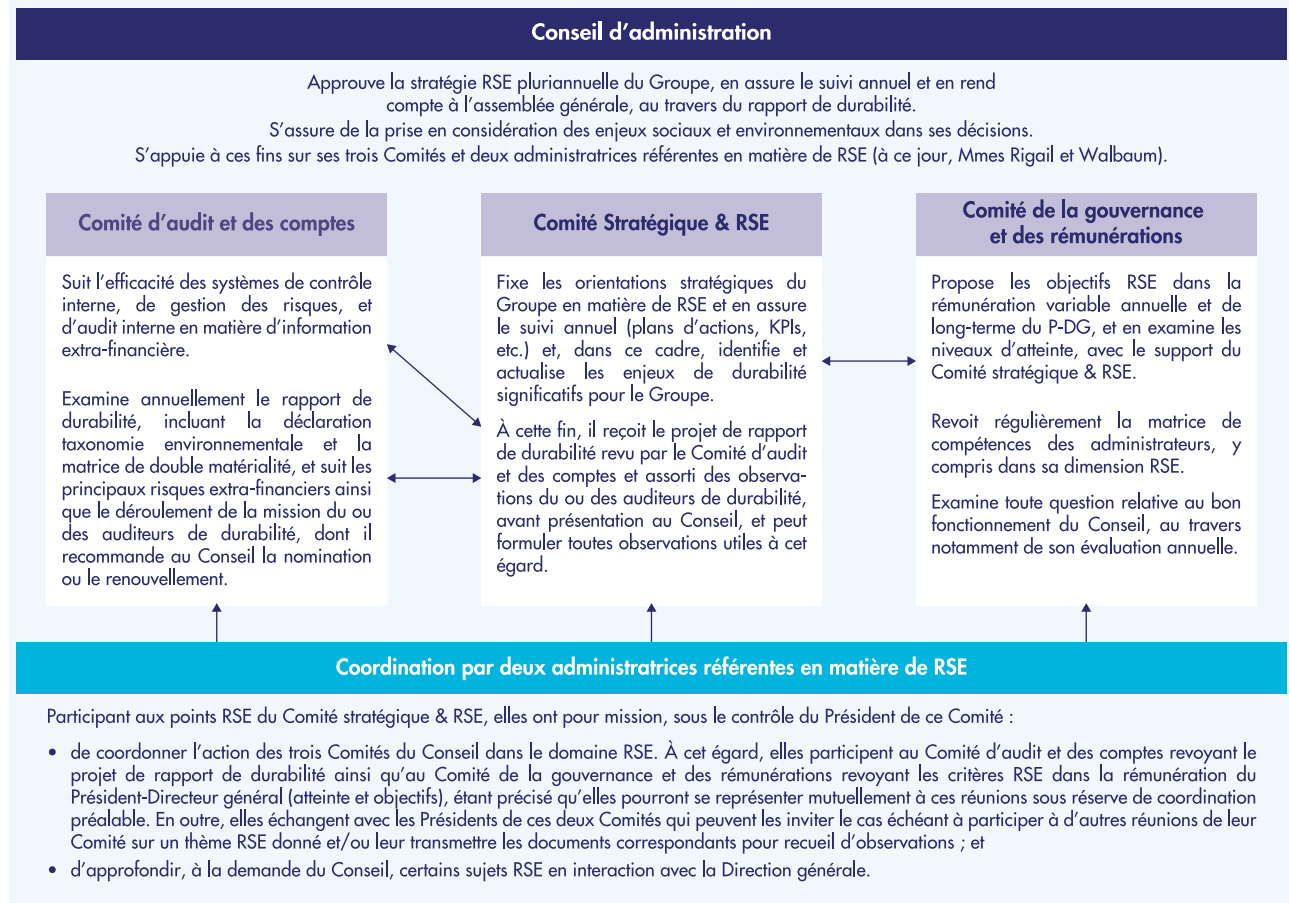 Conseil d'administration
Approuve la stratégie RSE pluriannuelle du Groupe, en assure le suivi annuel et en rend
compte à l'assemblée générale, au travers du rapport de durabilité.
S'assure de la prise en considération des enjeux sociaux et environnementaux dans ses décisions.
S'appuie à ces fins sur ses trois Comités et deux administratrices référentes en matière de RSE (à ce jour, Mmes Rigail et Walbaum).
Comité d'audit et des comptes
Suit l'efficacité des systèmes de contrôle
interne, de gestion des risques, et
d'audit interne en matière d'information
extra-financière.
Examine annuellement le rapport de
durabilité, incluant la déclaration
taxonomie environnementale et la
matrice de double matérialité, et suit les
principaux risques extra-financiers ainsi
que le déroulement de la mission du ou
des auditeurs de durabilité, dont il
recommande au Conseil la nomination
ou le renouvellement.
Comité Stratégique & RSE
Fixe les orientations stratégiques du
Groupe en matière de RSE et en assure
le suivi annuel (plans d'actions, KPIs,
etc.) et, dans ce cadre, identifie et
actualise les enjeux de durabilité
significatifs pour le Groupe.
À cette fin, il reçoit le projet de rapport
de durabilité revu par le Comité d'audit
et des comptes et assorti des observa-
tions du ou des auditeurs de durabilité,
avant présentation au Conseil, et peut
formuler toutes observations utiles à cet
égard.
Comité de la gouvernance
et des rémunérations
Propose les objectifs RSE dans la
rémunération variable annuelle et de
long-terme du P-DG, et en examine les
niveaux d'atteinte, avec le support du
Comité stratégique & RSE.
Revoit régulièrement la matrice de
compétences des administrateurs, y
compris dans sa dimension RSE.
Examine toute question relative au bon
fonctionnement du Conseil, au travers
notamment de son évaluation annuelle.
Coordination par deux administratrices référentes en matière de RSE
Participant aux points RSE du Comité stratégique & RSE, elles ont pour mission, sous le contrôle du Président de ce Comité :
• de coordonner l'action des trois Comités du Conseil dans le domaine RSE. À cet égard, elles participent au Comité d'audit et des comptes revoyant le
projet de rapport de durabilité ainsi qu'au Comité de la gouvernance et des rémunérations revoyant les critères RSE dans la rémunération du
Président-Directeur général (atteinte et objectifs), étant précisé qu'elles pourront se représenter mutuellement à ces réunions sous réserve de coordination
préalable. En outre, elles échangent avec les Présidents de ces deux Comités qui peuvent les inviter le cas échéant à participer à d'autres réunions de leur
Comité sur un thème RSE donné et/ou leur transmettre les documents correspondants pour recueil d'observations ; et
• d'approfondir, à la demande du Conseil, certains sujets RSE en interaction avec la Direction générale.